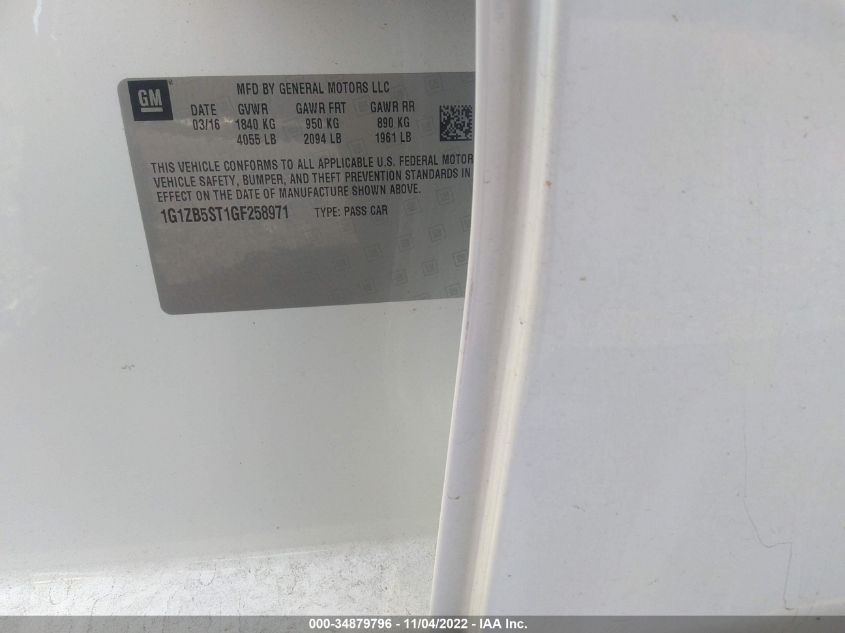 GM
MFD BY GENERAL MOTORS LLC
DATE GVWR GAWR FRT GAWR RR
03/16 1840 KG 950 KG 890 KG
4055 LB 2094 LB 1961 LB
THIS VEHICLE CONFORMS TO ALL APPLICABLE U.S. FEDERAL MOTOR
VEHICLE SAFETY, BUMPER, AND THEFT PREVENTION STANDARDS IN
EFFECT ON THE DATE OF MANUFACTURE SHOWN ABOVE.
1G1ZB5ST1GF258971 TYPE: PASS CAR
000-34879796 — 11/04/2022 — IAA Inc.